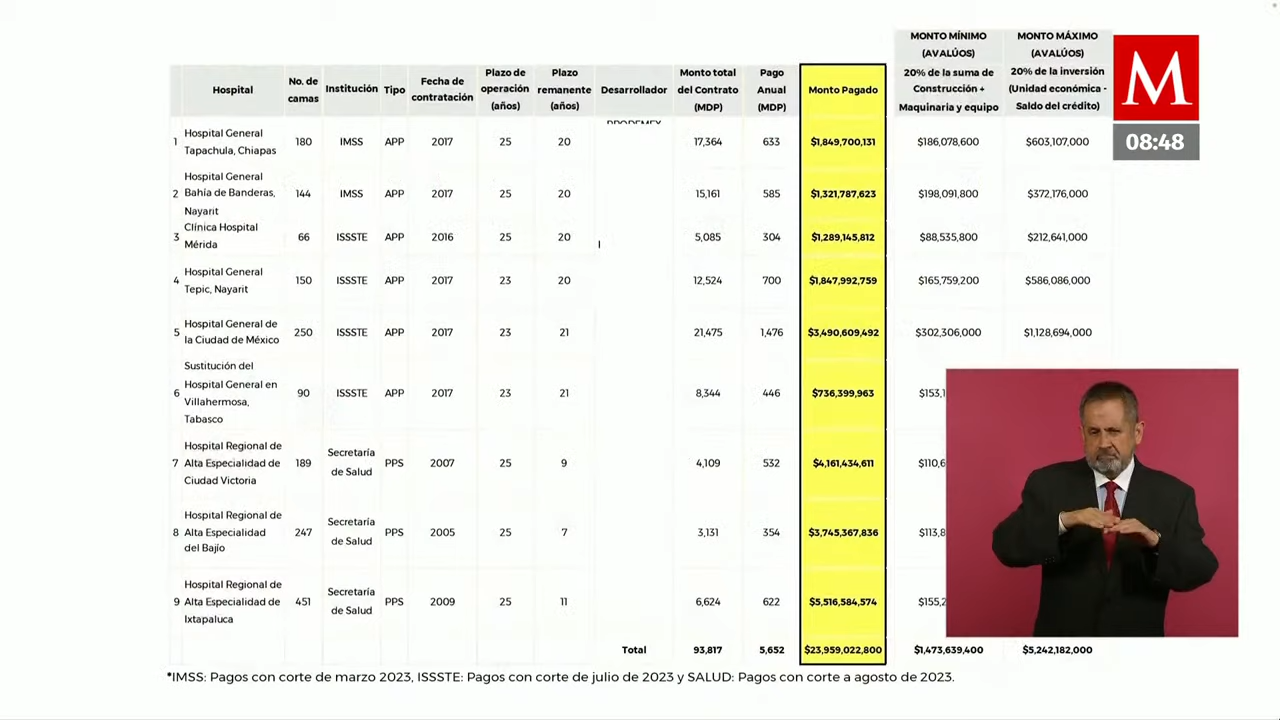 MONTO MÍNIMO MONTO MÁXIMO
(AVALÚOS) (AVALÚOS)
Hospital No. de camas Institución Tipo Fecha de contratación Plazo de operación (años) Plazo remanente (años) Desarrollador Monto total del Contrato (MDP) Pago Anual (MDP) Monto Pagado 20% de la suma de Construcción + Maquinaria y equipo 20% de la inversión (Unidad económica - Saldo del crédito)
M
08:48
1 Hospital General Tapachula, Chiapas 180 IMSS APP 2017 25 20 17,364 633 $1,849,700,131 $186,078,600 $603,107,000
2 Hospital General Bahía de Banderas, Nayarit 144 IMSS APP 2017 25 20 15,161 585 $1,321,787,623 $198,091,800 $372,176,000
3 Clínica Hospital Mérida 66 ISSSTE APP 2016 25 20 5,085 304 $1,289,145,812 $88,535,800 $212,641,000
4 Hospital General Tepic, Nayarit 150 ISSSTE APP 2017 23 20 12,524 700 $1,847,992,759 $165,759,200 $586,086,000
5 Hospital General de la Ciudad de México 250 ISSSTE APP 2017 23 21 21,475 1,476 $3,490,609,492 $302,306,000 $1,128,694,000
6 Sustitución del Hospital General en Villahermosa, Tabasco 90 ISSSTE APP 2017 23 21 8,344 446 $736,399,963 $153,1
7 Hospital Regional de Alta Especialidad de Ciudad Victoria 189 Secretaría de Salud PPS 2007 25 9 4,109 532 $4,161,434,611 $110,6
8 Hospital Regional de Alta Especialidad del Bajío 247 Secretaría de Salud PPS 2005 25 7 3,131 354 $3,745,367,836 $113,8
9 Hospital Regional de Alta Especialidad de Ixtapaluca 451 Secretaría de Salud PPS 2009 25 11 6,624 622 $5,516,584,574 $155,2
Total 93,817 5,652 $23,959,022,800 $1,473,639,400 $5,242,182,000
*IMSS: Pagos con corte de marzo 2023, ISSSTE: Pagos con corte de julio de 2023 y SALUD: Pagos con corte a agosto de 2023.